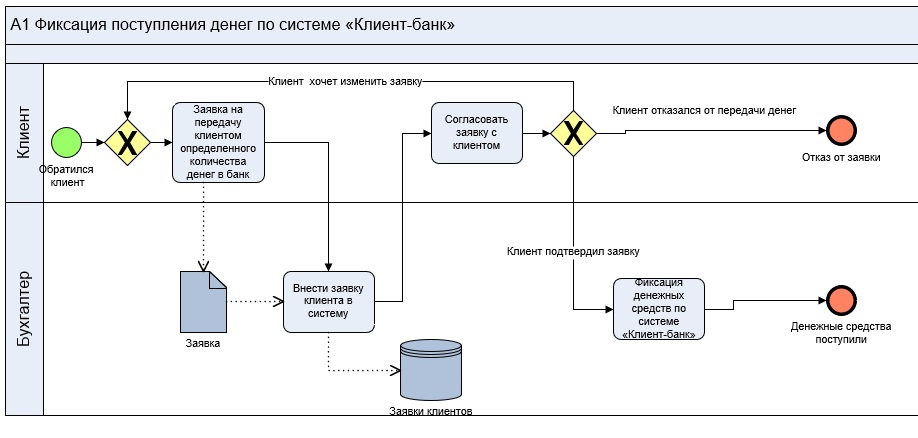 А1 Фиксация поступления денег по системе «Клиент-банк»
Клиент
Клиент хочет изменить заявку
Обратился
клиент
Заявка на
передачу
клиентом
определенного
количества
денег в банк
Согласовать
заявку с
клиентом
Клиент отказался от передачи денег
Отказ от заявки
Бухгалтер
Клиент подтвердил заявку
Заявка
Внести заявку
клиента в
систему
Заявки клиентов
Фиксация
денежных
средств по
системе
«Клиент-банк»
Денежные средства
поступили